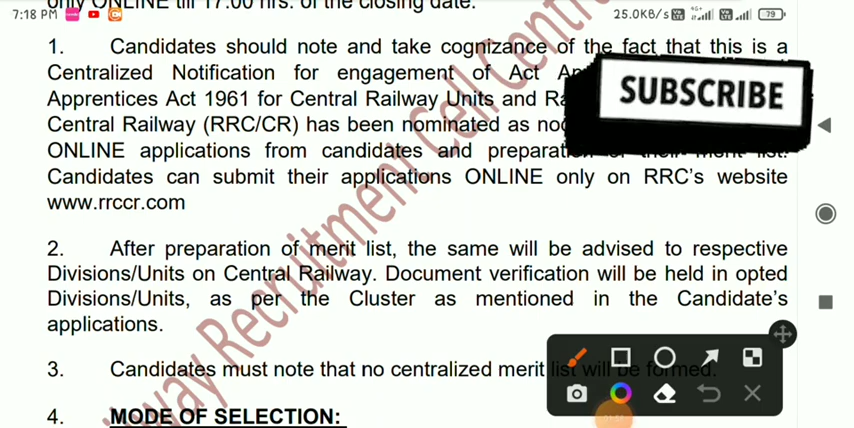 only ONLINE till 17.00 hrs. of the closing date.
7:18 PM 25.0KB/s 4G+ 79
1. Candidates should note and take cognizance of the fact that this is a
Centralized Notification for engagement of Act
Apprentices Act 1961 for Central Railway Units and
SUBSCRIBE
Central Railway (RRC/CR) has been nominated as
ONLINE applications from candidates and
Candidates can submit their applications ONLINE only on RRC's website
www.rrccr.com
2. After preparation of merit list, the same will be advised to respective
Divisions/Units on Central Railway. Document verification will be held in opted
Divisions/Units, as per the Cluster as mentioned in the Candidate's
applications.
3. Candidates must note that no centralized merit list will be formed.
4. MODE OF SELECTION:
way Recruitment Cell Central